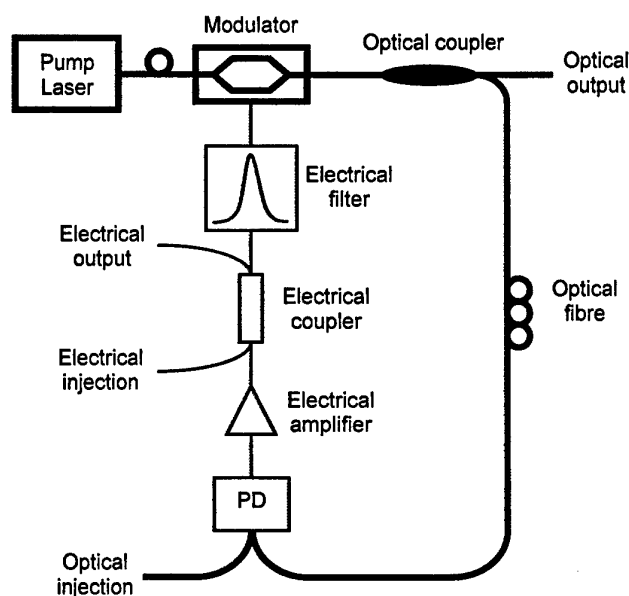 Modulator
Pump
Laser
Optical coupler
Optical
output
Electrical
filter
Electrical
output
Electrical
coupler
Optical
fibre
Electrical
injection
Electrical
amplifier
PD
Optical
injection